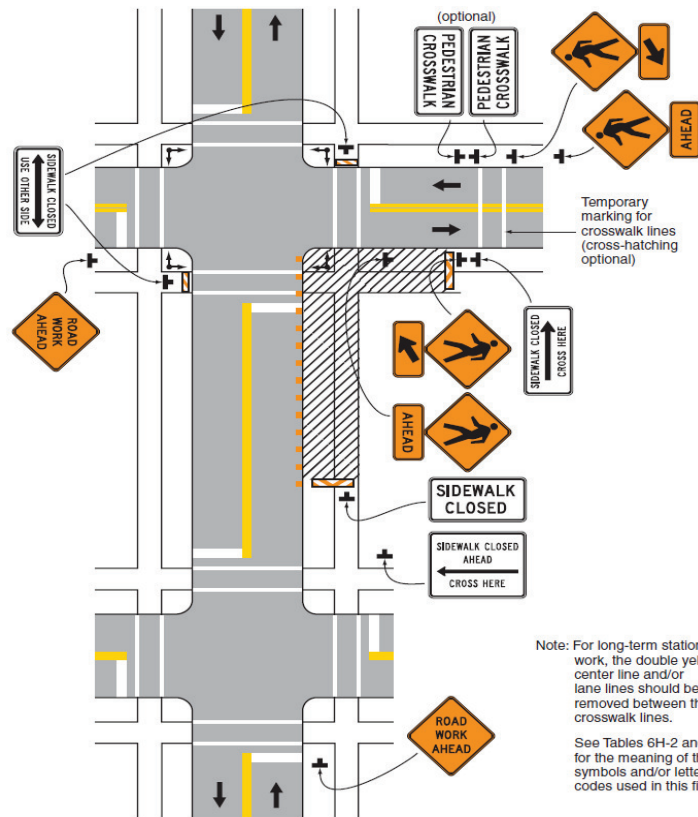 (optional)
PEDESTRIAN
CROSSWALK
PEDESTRIAN
CROSSWALK
AHEAD
SIDEWALK CLOSED
USE OTHER SIDE
Temporary
marking for
crosswalk lines
(cross-hatching
optional)
ROAD
WORK
AHEAD
SIDEWALK CLOSED
CROSS HERE
AHEAD
SIDEWALK
CLOSED
SIDEWALK CLOSED
AHEAD
CROSS HERE
Note: For long-term station
work, the double yel
center line and/or
lane lines should be
removed between th
crosswalk lines.
ROAD
WORK
AHEAD
See Tables 6H-2 an
for the meaning of th
symbols and/or lette
codes used in this fi